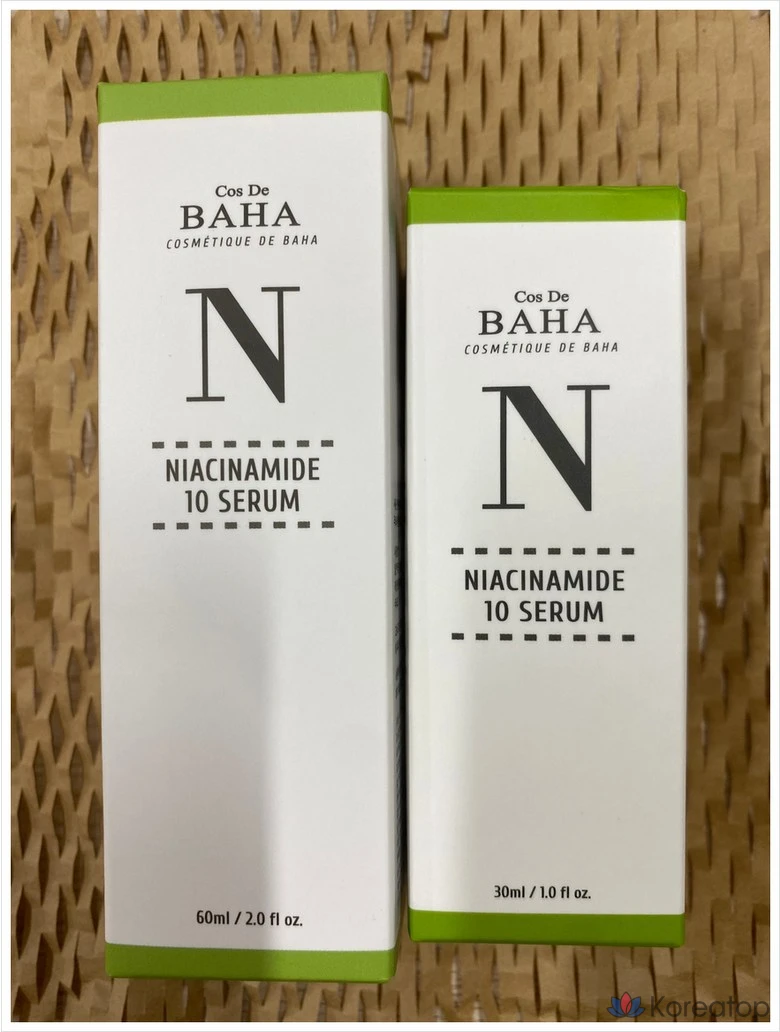 Cos De
BAHA
COSMÉTIQUE DE BAHA
N
NIACINAMIDE
10 SERUM
60ml / 2.0 fl oz.
Cos De
BAHA
COSMÉTIQUE DE BAHA
N
NIACINAMIDE
10 SERUM
30ml / 1.0 fl oz.
Koreatop